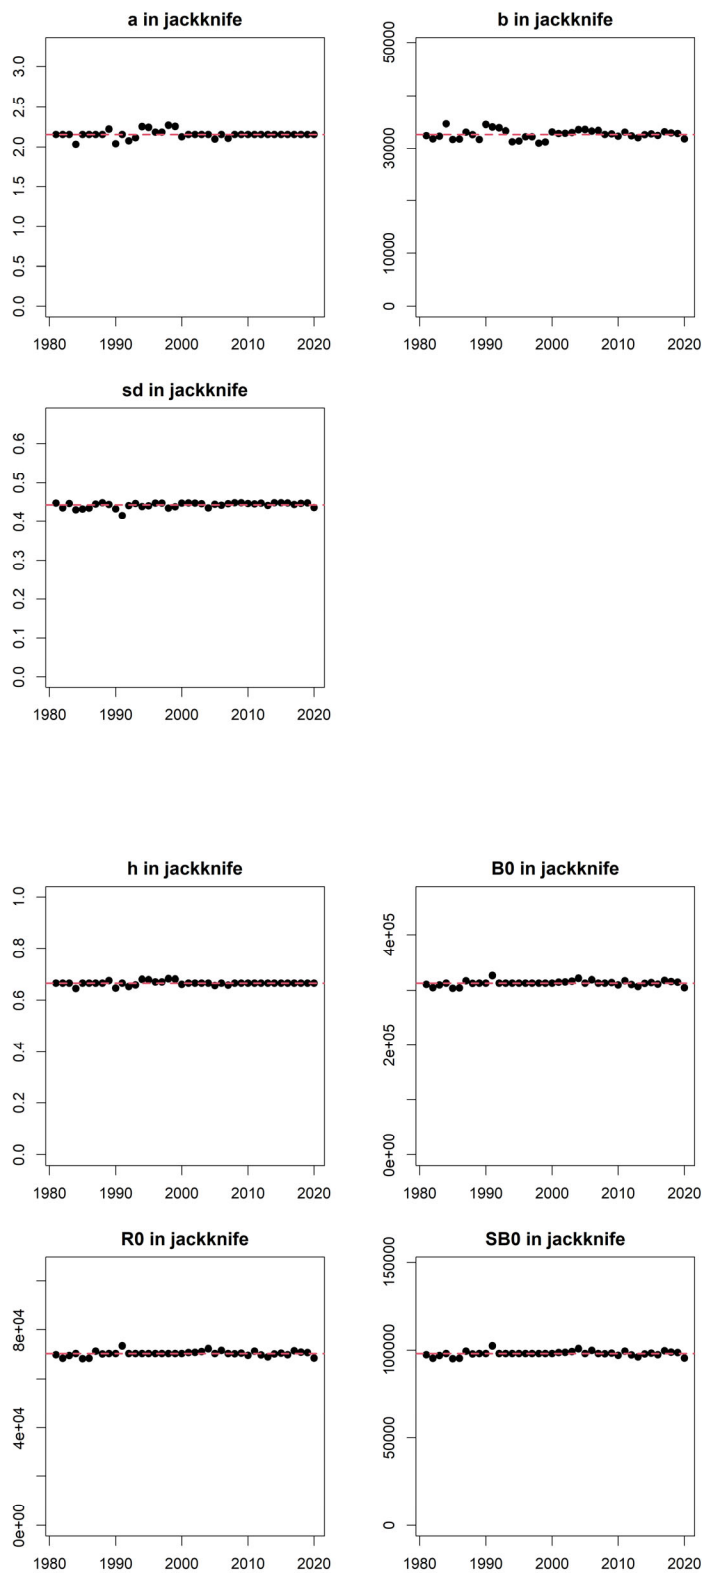 a in jackknife
3.0
2.5
2.0
1.5
1.0
0.5
0.0
1980 1990 2000 2010 2020
b in jackknife
50000
30000
10000
0
1980 1990 2000 2010 2020
sd in jackknife
0.6
0.5
0.4
0.3
0.2
0.1
0.0
1980 1990 2000 2010 2020
h in jackknife
1.0
0.8
0.6
0.4
0.2
0.0
1980 1990 2000 2010 2020
B0 in jackknife
4e+05
2e+05
0e+00
1980 1990 2000 2010 2020
R0 in jackknife
8e+04
4e+04
0e+00
1980 1990 2000 2010 2020
SB0 in jackknife
150000
100000
50000
0
1980 1990 2000 2010 2020